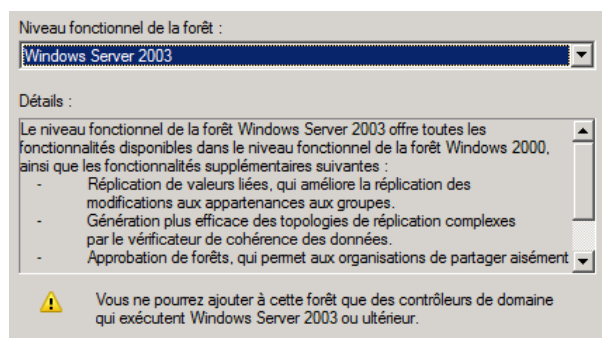 Niveau fonctionnel de la forêt :
Windows Server 2003
Détails :
Le niveau fonctionnel de la forêt Windows Server 2003 offre toutes les
fonctionnalités disponibles dans le niveau fonctionnel de la forêt Windows 2000,
ainsi que les fonctionnalités supplémentaires suivantes :
- Réplication de valeurs liées, qui améliore la réplication des
modifications aux appartenances aux groupes.
- Génération plus efficace des topologies de réplication complexes
par le vérificateur de cohérence des données.
- Approbation de forêts, qui permet aux organisations de partager aisément
Vous ne pourrez ajouter à cette forêt que des contrôleurs de domaine
qui exécutent Windows Server 2003 ou ultérieur.